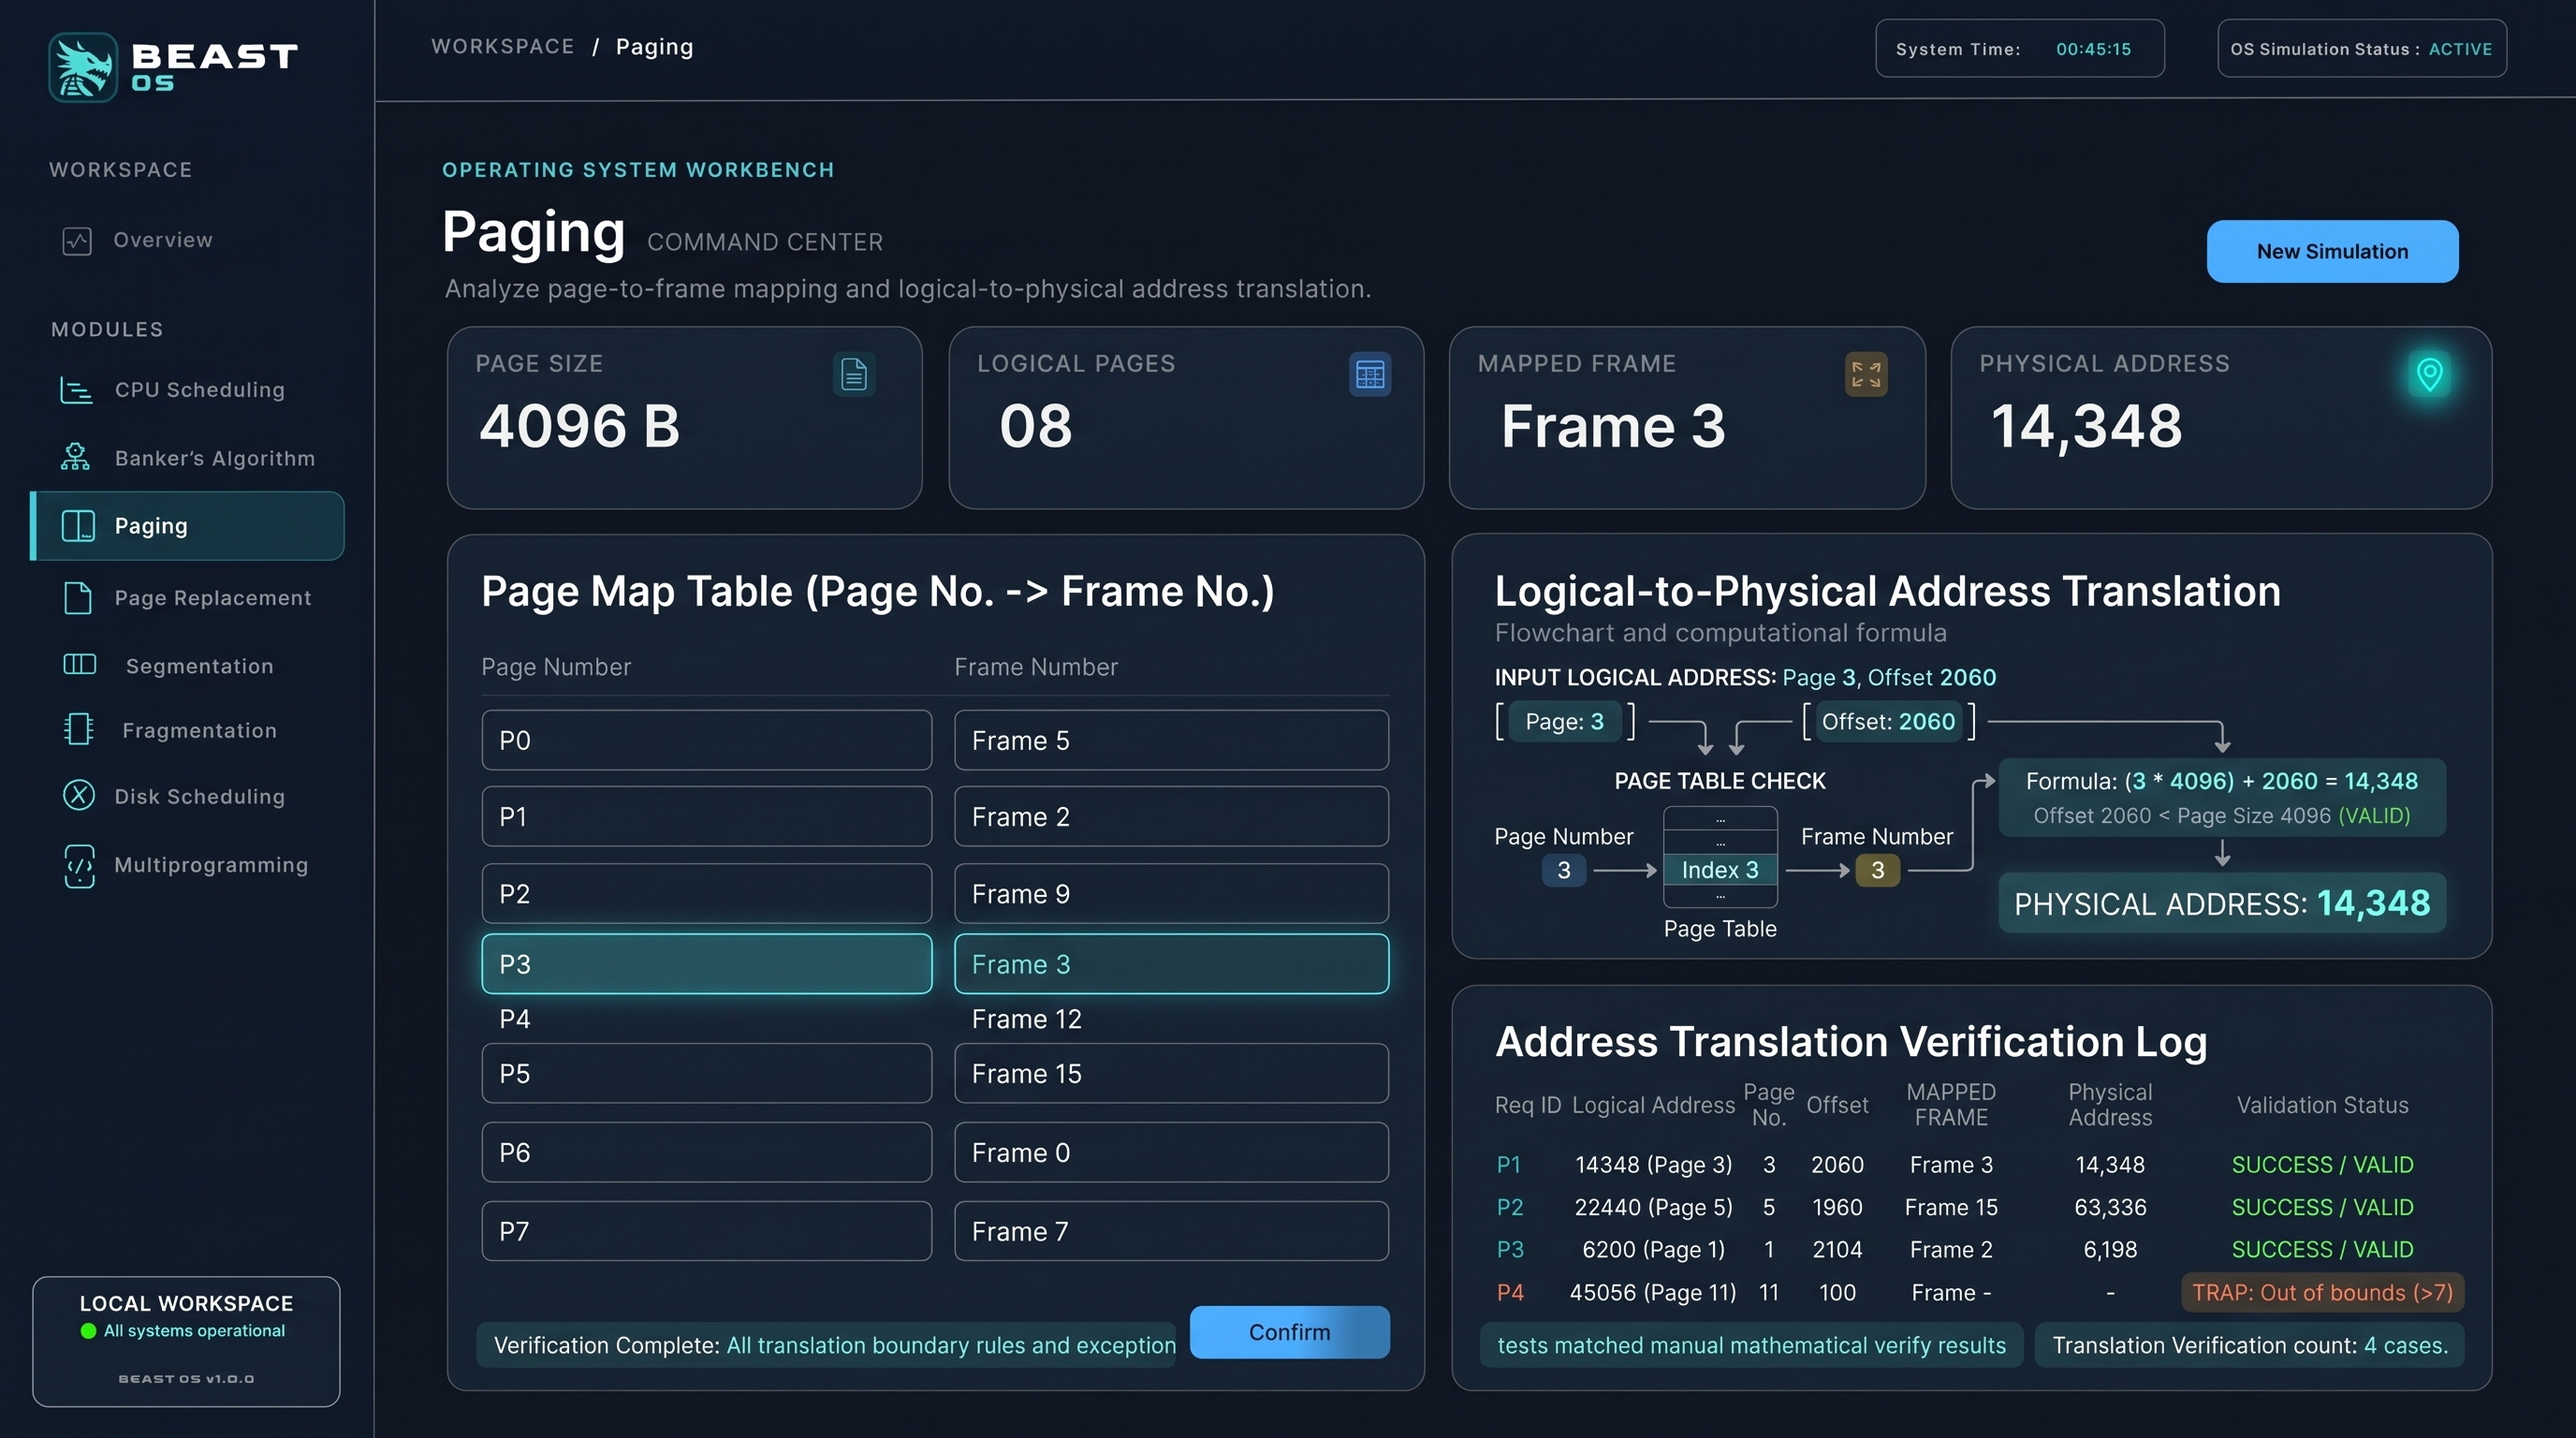 BEAST
OS
WORKSPACE
Overview
MODULES
CPU Scheduling
Banker's Algorithm
Paging
Page Replacement
Segmentation
Fragmentation
Disk Scheduling
Multiprogramming
LOCAL WORKSPACE
All systems operational
BEAST OS v1.0.0
WORKSPACE / Paging
System Time: 00:45:15
OS Simulation Status : ACTIVE
OPERATING SYSTEM WORKBENCH
Paging COMMAND CENTER
Analyze page-to-frame mapping and logical-to-physical address translation.
New Simulation
PAGE SIZE
4096 B
LOGICAL PAGES
08
MAPPED FRAME
Frame 3
PHYSICAL ADDRESS
14,348
Page Map Table (Page No. -> Frame No.)
Page Number Frame Number
P0 Frame 5
P1 Frame 2
P2 Frame 9
P3 Frame 3
P4 Frame 12
P5 Frame 15
P6 Frame 0
P7 Frame 7
Verification Complete: All translation boundary rules and exception
Confirm
Logical-to-Physical Address Translation
Flowchart and computational formula
INPUT LOGICAL ADDRESS: Page 3, Offset 2060
[ Page: 3 ] [ Offset: 2060 ]
PAGE TABLE CHECK
Formula: (3 * 4096) + 2060 = 14,348
Offset 2060 < Page Size 4096 (VALID)
...
...
Page Number Frame Number
3 Index 3 3
...
Page Table
PHYSICAL ADDRESS: 14,348
Address Translation Verification Log
Req ID Logical Address Page No. Offset MAPPED FRAME Physical Address Validation Status
P1 14348 (Page 3) 3 2060 Frame 3 14,348 SUCCESS / VALID
P2 22440 (Page 5) 5 1960 Frame 15 63,336 SUCCESS / VALID
P3 6200 (Page 1) 1 2104 Frame 2 6,198 SUCCESS / VALID
P4 45056 (Page 11) 11 100 Frame - - TRAP: Out of bounds (>7)
tests matched manual mathematical verify results
Translation Verification count: 4 cases.